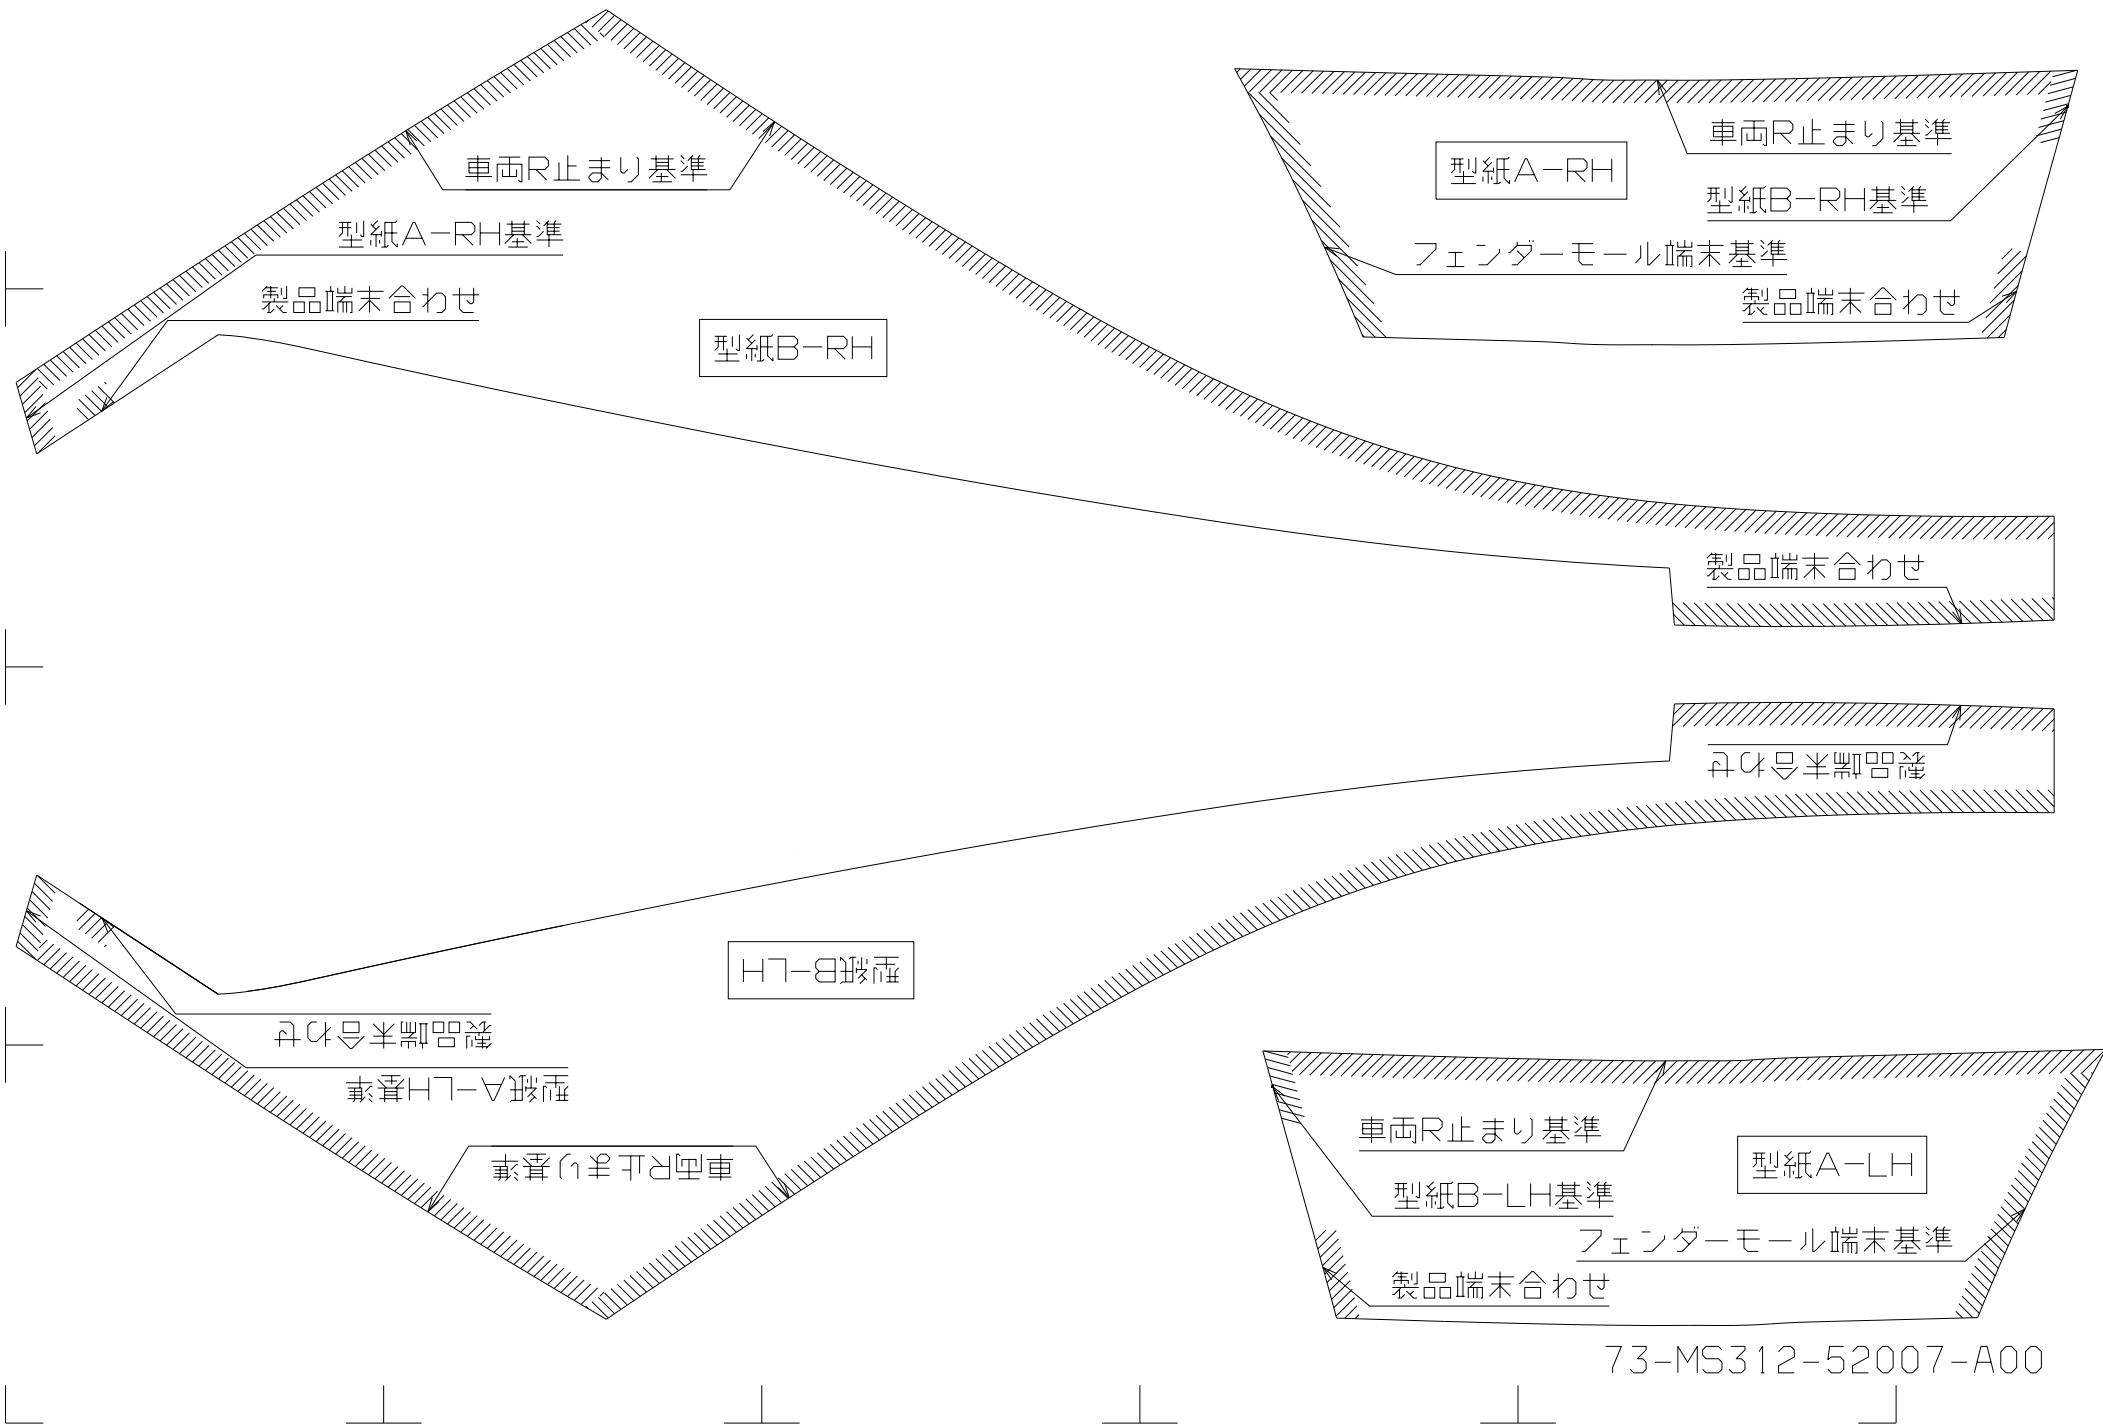 車両R止まり基準
型紙A-RH基準
製品端末合わせ
型紙B-RH
型紙A-RH
車両R止まり基準
型紙B-RH基準
フェンダーモール端末基準
製品端末合わせ
製品端末合わせ
製品端末合わせ
型紙B-LH
製品端末合わせ
型紙A-LH基準
車両R止まり基準
車両R止まり基準
型紙A-LH
型紙B-LH基準
フェンダーモール端末基準
製品端末合わせ
73-MS312-52007-A00